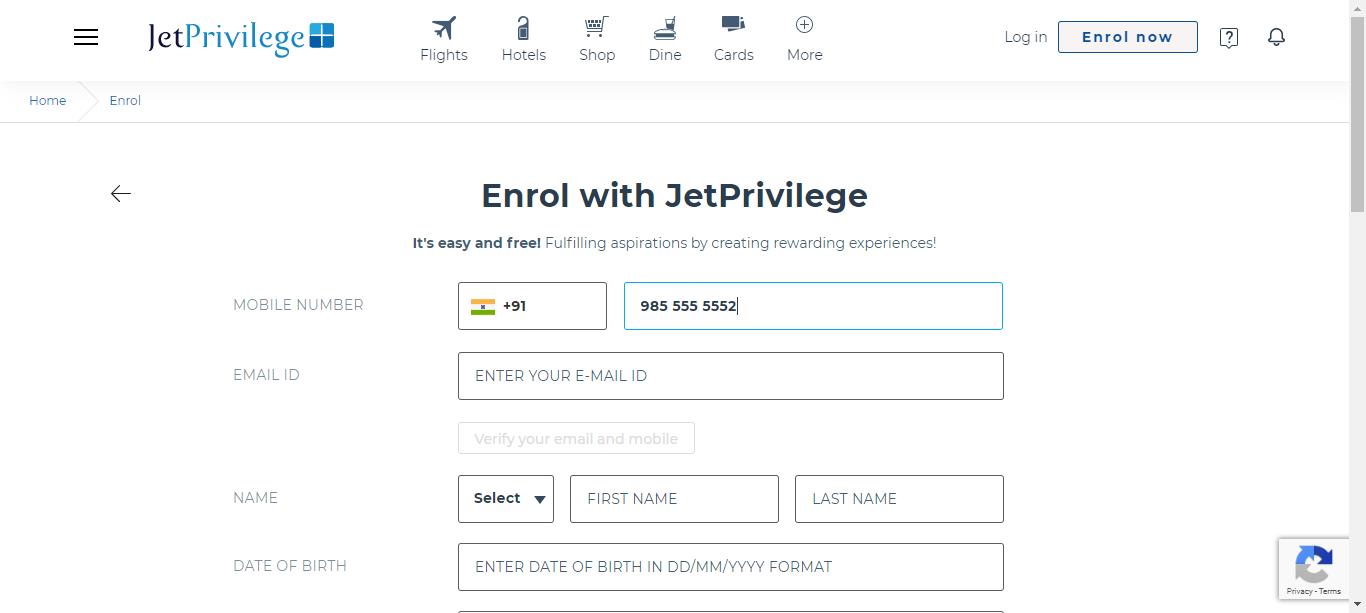 JetPrivilege
Flights
Hotels
Shop
Dine
Cards
More
Log in
Enrol now
?
Home
Enrol
Enrol with JetPrivilege
It's easy and free! Fulfilling aspirations by creating rewarding experiences!
MOBILE NUMBER
+91
985 555 5552
EMAIL ID
ENTER YOUR E-MAIL ID
Verify your email and mobile
NAME
Select
FIRST NAME
LAST NAME
DATE OF BIRTH
ENTER DATE OF BIRTH IN DD/MM/YYYY FORMAT
Privacy - Terms